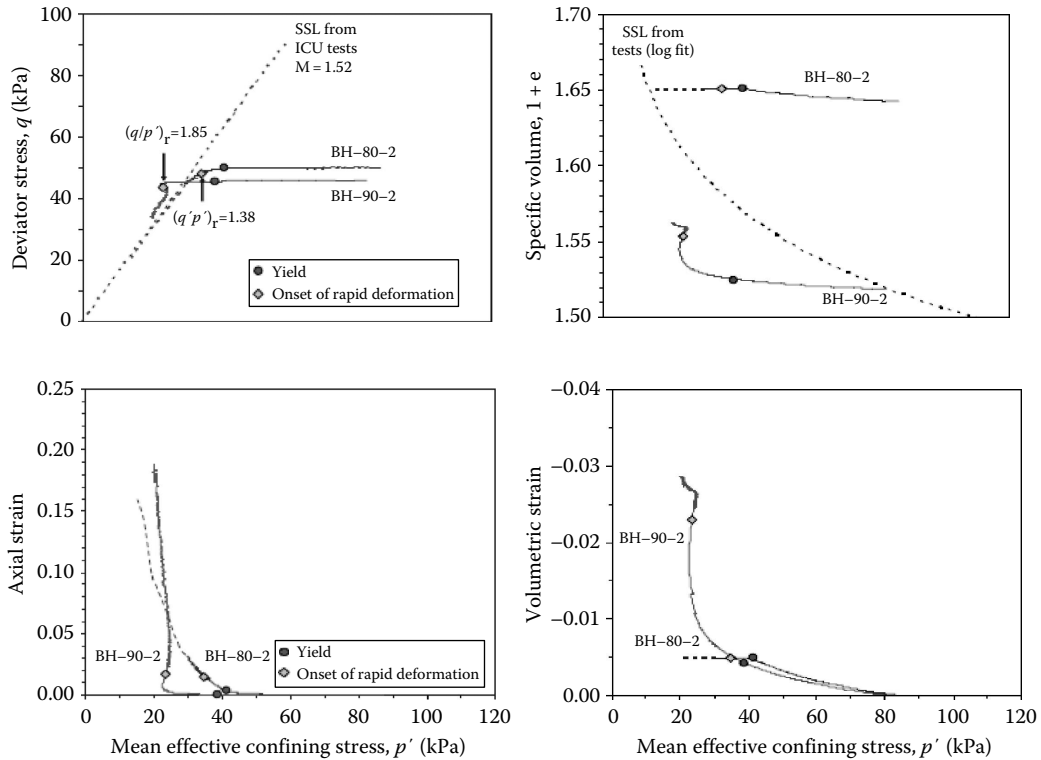 100
80
60
40
20
0
Deviator stress, q (kPa)
SSL from
ICU tests
M = 1.52
(q/p′)r=1.85
(q′p′)r=1.38
BH–80–2
BH–90–2
Yield
Onset of rapid deformation
1.65
1.60
1.55
1.50
Specific volume, 1 + e
SSL from
tests (log fit)
BH–80–2
BH–90–2
0.25
0.20
0.15
0.10
0.05
0.00
Axial strain
BH–90–2
BH–80–2
Yield
Onset of rapid deformation
0 20 40 60 80 100 120
Mean effective confining stress, p′ (kPa)
–0.04
–0.03
–0.02
–0.01
0.00
Volumetric strain
BH–90–2
BH–80–2
0 20 40 60 80 100 120
Mean effective confining stress, p′ (kPa)